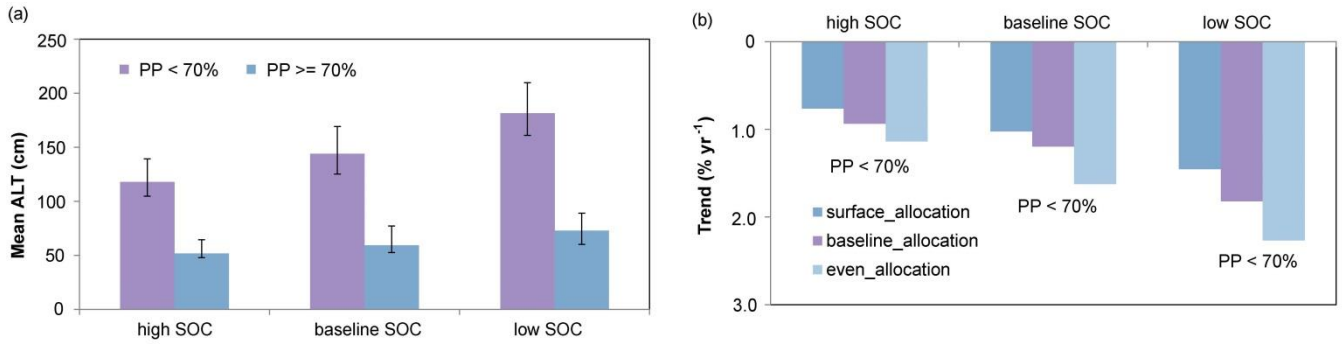 (a)
250
200
150
100
50
0
Mean ALT (cm)
PP < 70% PP >= 70%
high SOC baseline SOC low SOC
(b)
high SOC baseline SOC low SOC
0
1.0
2.0
3.0
Trend (% yr⁻¹)
PP < 70%
PP < 70%
PP < 70%
surface_allocation
baseline_allocation
even_allocation